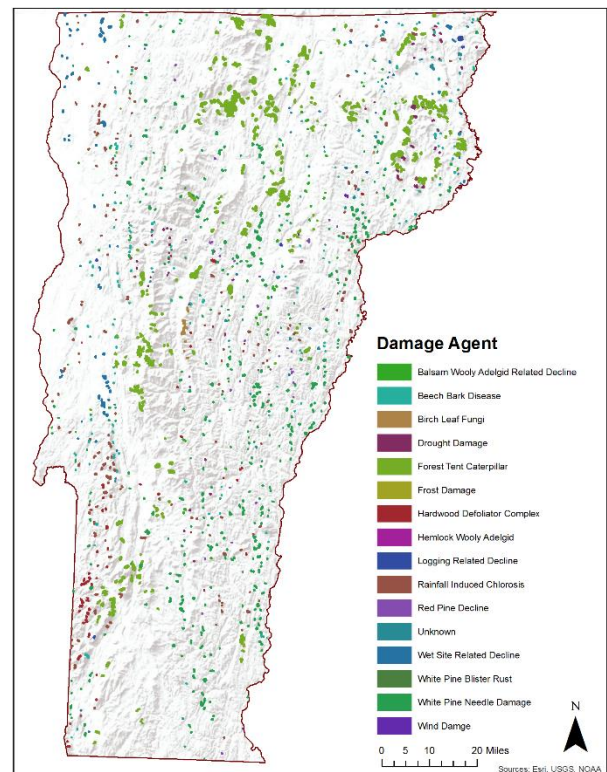 Damage Agent
Balsam Wooly Adelgid Related Decline
Beech Bark Disease
Birch Leaf Fungi
Drought Damage
Forest Tent Caterpillar
Frost Damage
Hardwood Defoliator Complex
Hemlock Wooly Adelgid
Logging Related Decline
Rainfall Induced Chlorosis
Red Pine Decline
Unknown
Wet Site Related Decline
White Pine Blister Rust
White Pine Needle Damage
Wind Damge
N
0 5 10 20 Miles
Sources: Esri, USGS, NOAA